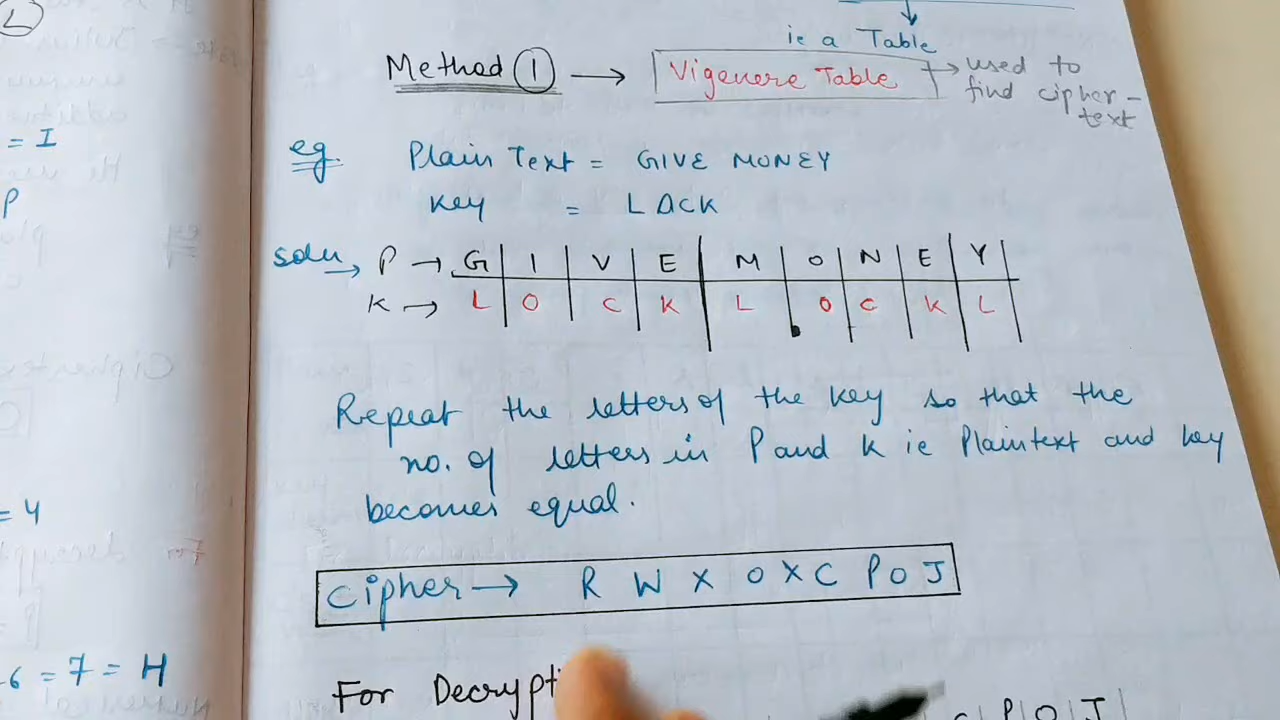 ie a Table
Method ① → Vigenere Table → used to
find cipher-
text
= I
eg. Plain Text = GIVE MONEY
P
Key = LOCK
soln → P → G I V E M O N E Y
K → L O C K L O C K L
Repeat the letters of the key so that the
no. of letters in P and K ie Plaintext and key
becomes equal.
= 4
Cipher → R W X O X C P O J
-6 = 7 = H
For Decrypt
C P O J